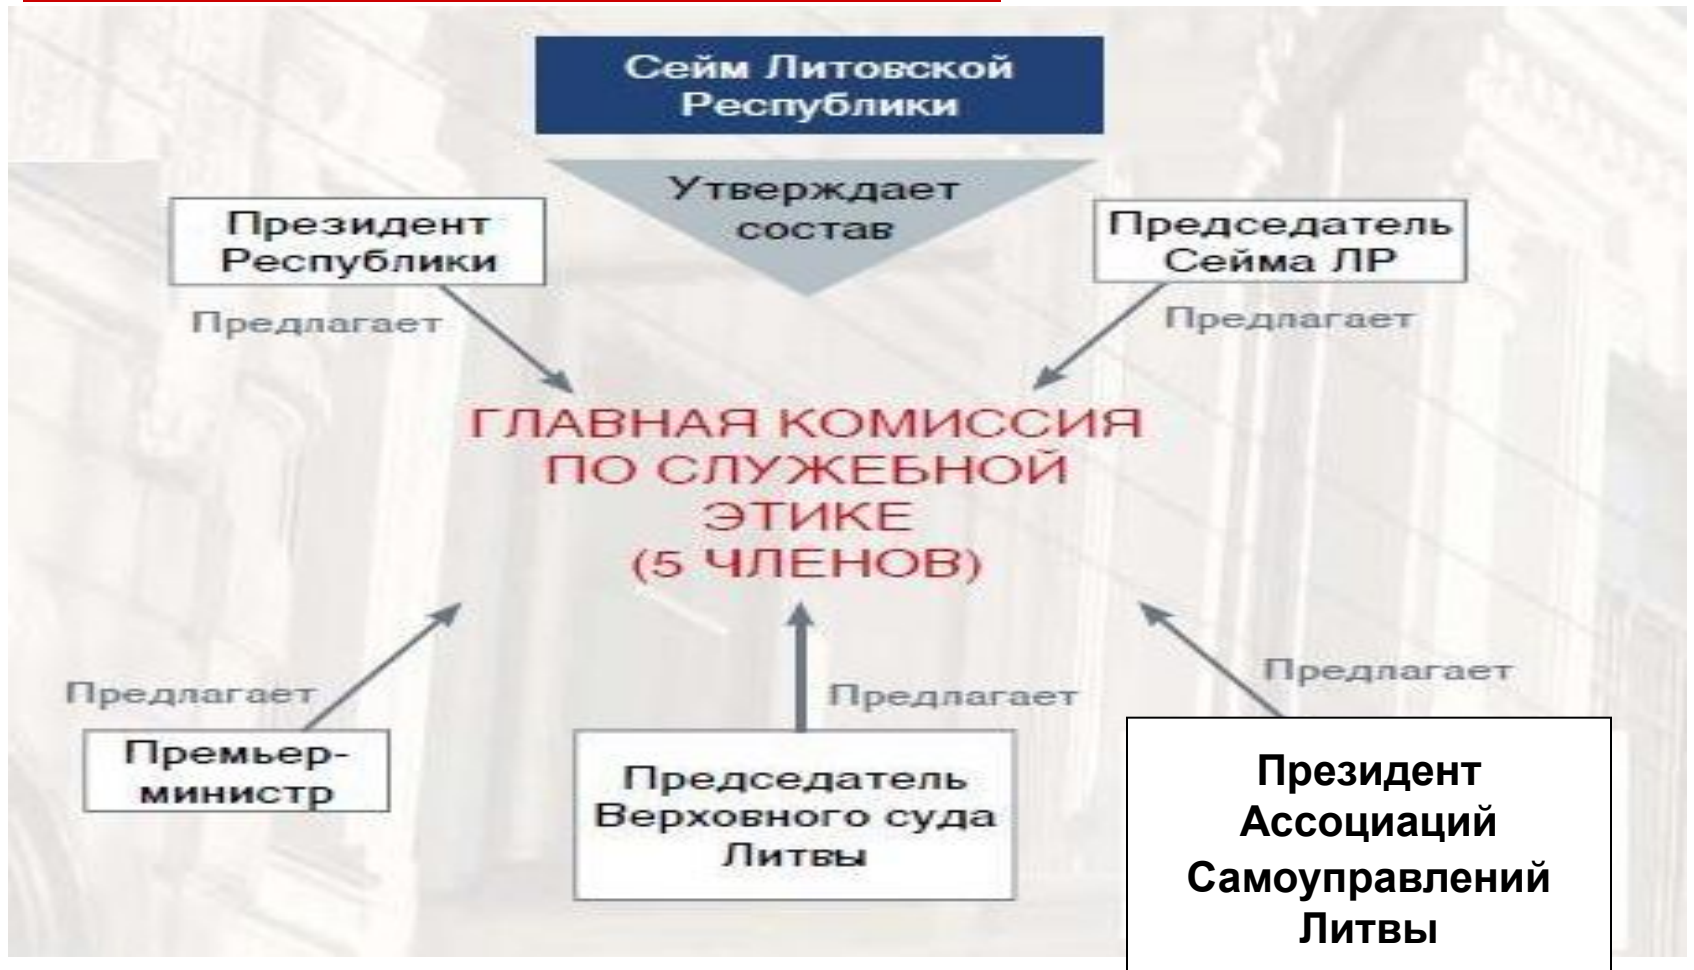 Сейм Литовской
Республики
Утверждает
состав
Президент
Республики
Председатель
Сейма ЛР
Предлагает
Предлагает
ГЛАВНАЯ КОМИССИЯ
ПО СЛУЖЕБНОЙ
ЭТИКЕ
(5 ЧЛЕНОВ)
Предлагает
Предлагает
Предлагает
Премьер-
министр
Председатель
Верховного суда
Литвы
Президент
Ассоциаций
Самоуправлений
Литвы